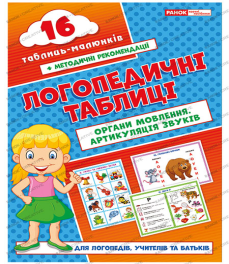 16
таблиць-малюнків
+ МЕТОДИЧНІ РЕКОМЕНДАЦІЇ
РАНОК
ЛОГОПЕДИЧНІ
ТАБЛИЦІ
ОРГАНИ МОВЛЕННЯ.
АРТИКУЛЯЦІЯ ЗВУКІВ
ДЛЯ ЛОГОПЕДІВ, УЧИТЕЛІВ ТА БАТЬКІВ